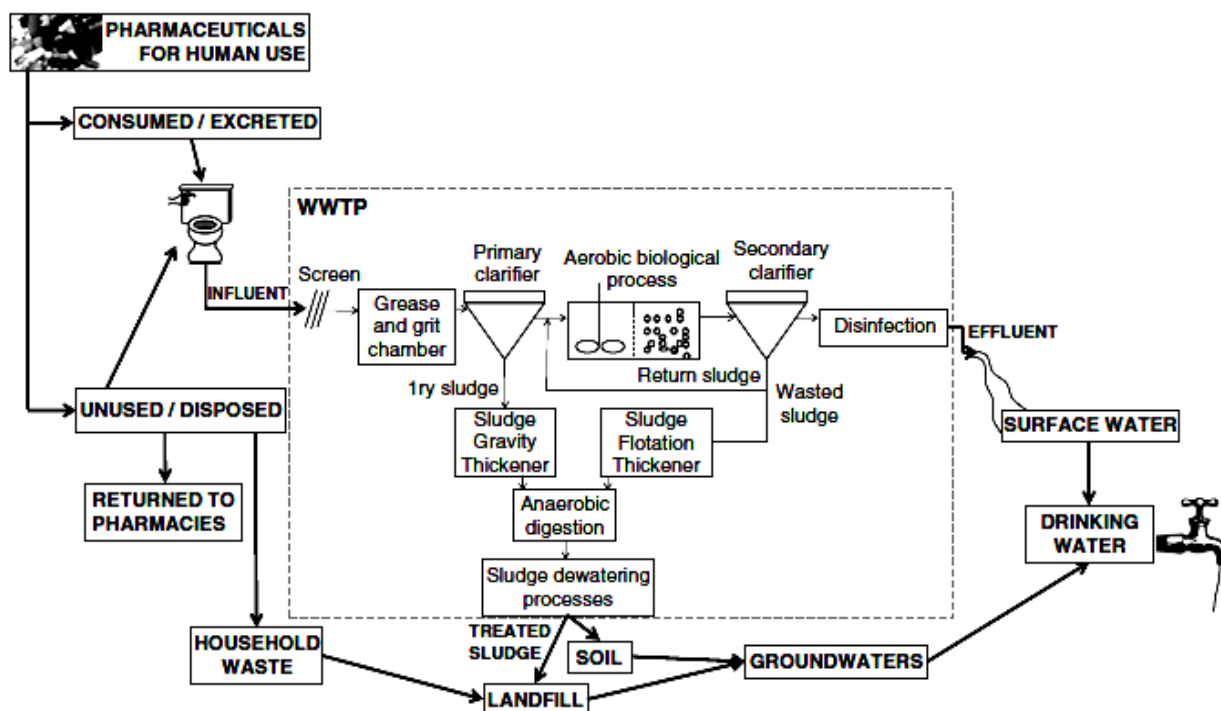 PHARMACEUTICALS
FOR HUMAN USE
CONSUMED / EXCRETED
WWTP
Screen
INFLUENT
Grease
and grit
chamber
Primary
clarifier
Aerobic biological
process
Secondary
clarifier
Disinfection
EFFLUENT
1ry sludge
Return sludge
Wasted
sludge
UNUSED / DISPOSED
SURFACE WATER
Sludge
Gravity
Thickener
Sludge
Flotation
Thickener
RETURNED TO
PHARMACIES
Anaerobic
digestion
DRINKING
WATER
Sludge dewatering
processes
HOUSEHOLD
WASTE
TREATED
SLUDGE
SOIL
GROUNDWATERS
LANDFILL